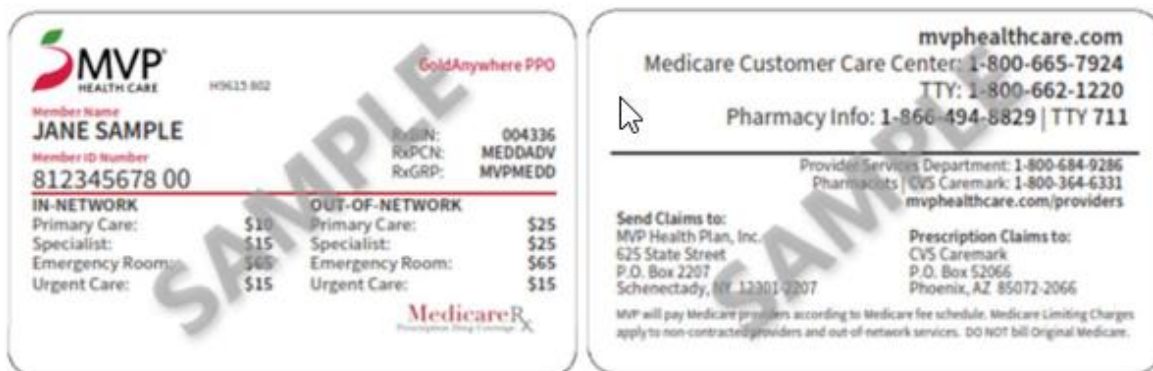 MVP
HEALTH CARE
H9615 802
GoldAnywhere PPO
Member Name
JANE SAMPLE
Member ID Number
812345678 00
RxBIN: 004336
RxPCN: MEDDADV
RxGRP: MVPMEDD
IN-NETWORK
Primary Care: $10
Specialist: $15
Emergency Room: $65
Urgent Care: $15
OUT-OF-NETWORK
Primary Care: $25
Specialist: $25
Emergency Room: $65
Urgent Care: $15
MedicareRx
Prescription Drug Coverage
SAMPLE
mvphealthcare.com
Medicare Customer Care Center: 1-800-665-7924
TTY: 1-800-662-1220
Pharmacy Info: 1-866-494-8829 | TTY 711
Provider Services Department: 1-800-684-9286
Pharmacists | CVS Caremark: 1-800-364-6331
mvphealthcare.com/providers
Send Claims to:
MVP Health Plan, Inc.
625 State Street
P.O. Box 2207
Schenectady, NY 12301-2207
Prescription Claims to:
CVS Caremark
P.O. Box 52066
Phoenix, AZ 85072-2066
MVP will pay Medicare providers according to Medicare fee schedule. Medicare Limiting Charges
apply to non-contracted providers and out-of-network services. DO NOT bill Original Medicare.
SAMPLE